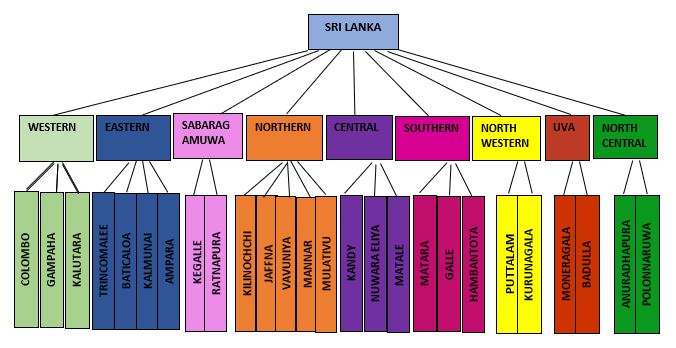 SRI LANKA
WESTERN
EASTERN
SABARAG
AMUWA
NORTHERN
CENTRAL
SOUTHERN
NORTH
WESTERN
UVA
NORTH
CENTRAL
COLOMBO
GAMPAHA
KALUTARA
TRINCOMALEE
BATICALOA
KALMUNAI
AMPARA
KEGALLE
RATNAPURA
KILINOCHCHI
JAFFNA
VAVUNIYA
MANNAR
MULATIVU
KANDY
NUWARA ELIYA
MATALE
MATARA
GALLE
HAMBANTOTA
PUTTALAM
KURUNAGALA
MONERAGALA
BADULLA
ANURADHAPURA
POLONNARUWA